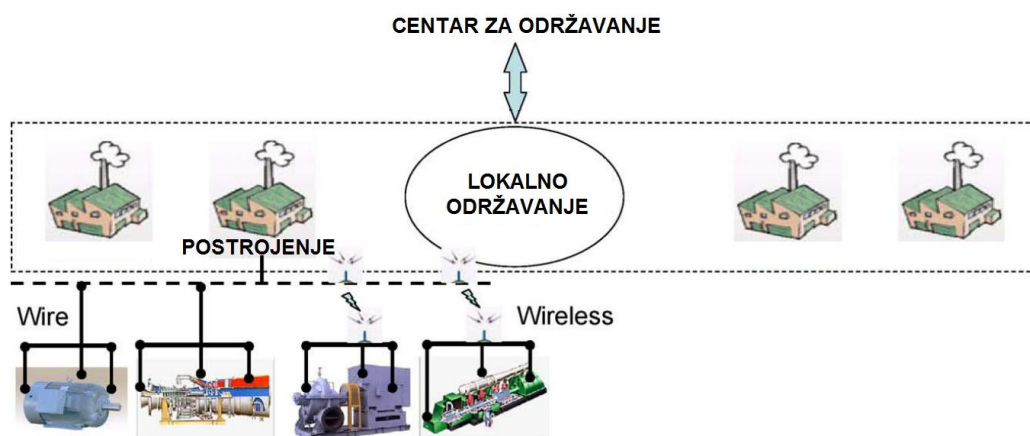 CENTAR ZA ODRŽAVANJE
LOKALNO
ODRŽAVANJE
POSTROJENJE
Wire
Wireless